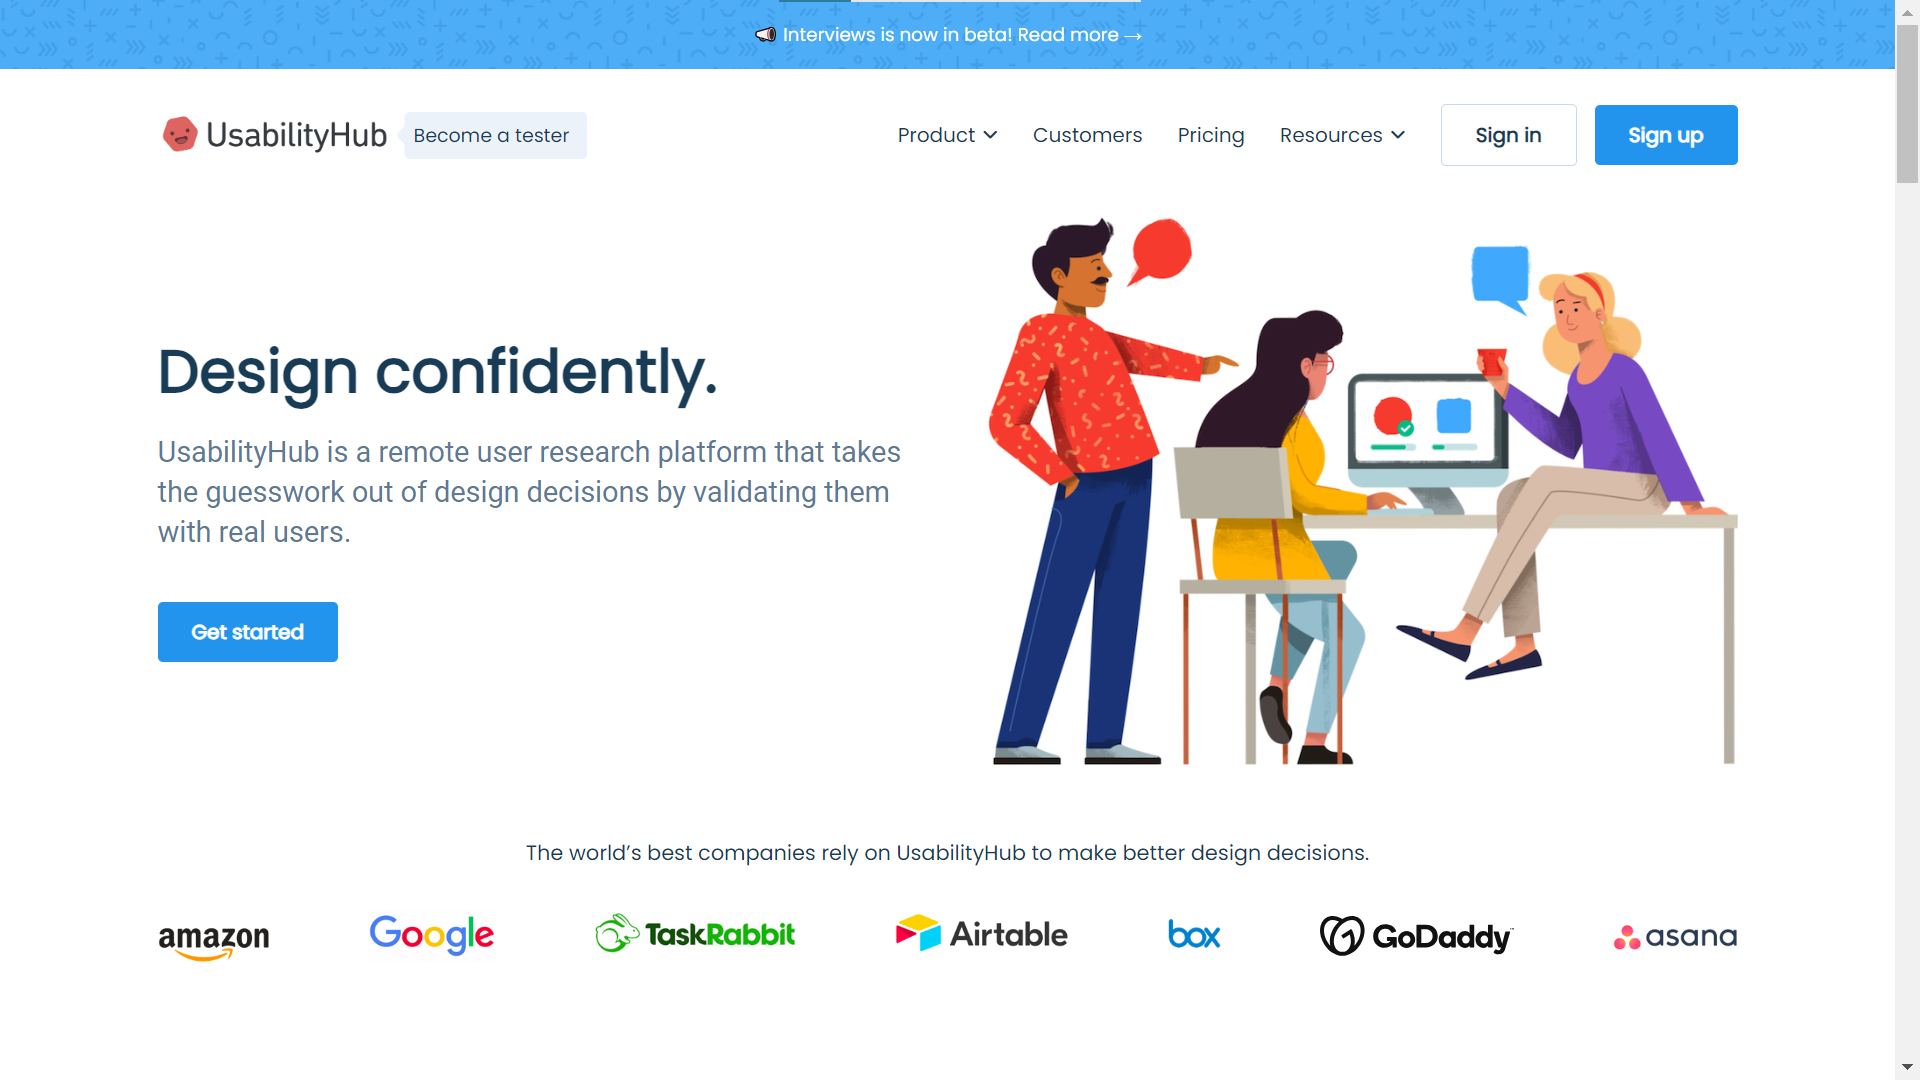 Interviews is now in beta! Read more →
UsabilityHub
Become a tester
Product
Customers
Pricing
Resources
Sign in
Sign up
Design confidently.
UsabilityHub is a remote user research platform that takes
the guesswork out of design decisions by validating them
with real users.
Get started
The world’s best companies rely on UsabilityHub to make better design decisions.
amazon
Google
TaskRabbit
Airtable
box
GoDaddy
asana